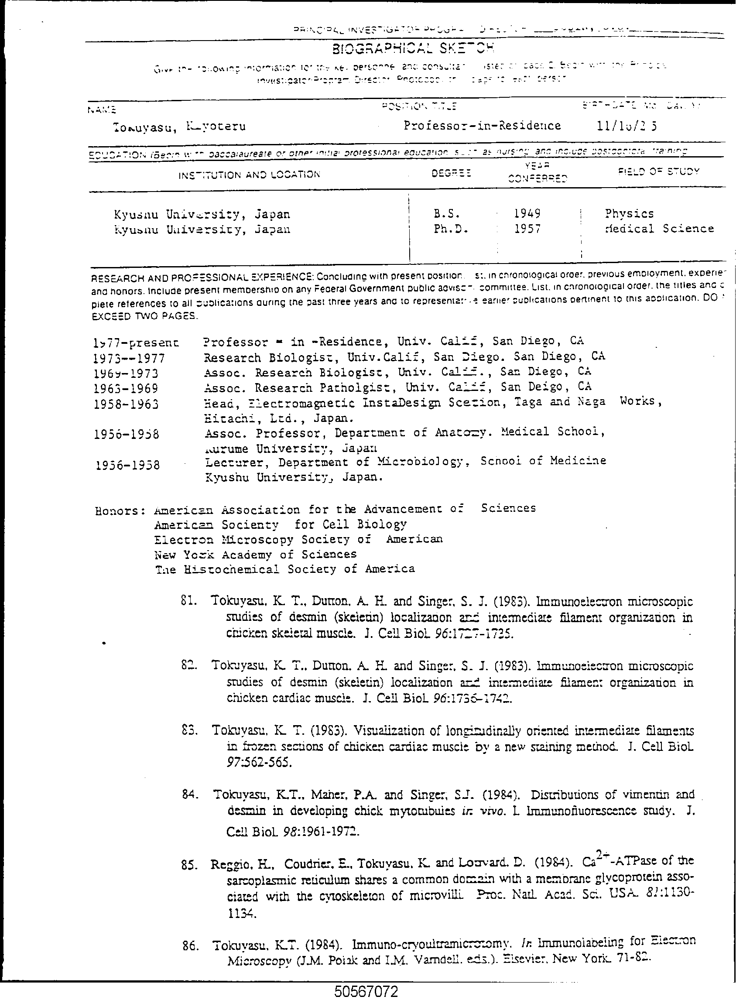 PRINCIPAL INVESTIGATOR
BIOGRAPHICAL SKETCH
Give the following information for the key personnel and consultants listed on page 2. Begin with the Principal
Investigator/Program Director. Photocopy this page for each person.
NAME POSITION TITLE BIRTHDATE (Mo., Day, Yr.)
Tokuyasu, Kiyoteru Professor-in-Residence
EDUCATION (Begin with baccalaureate or other initial professional education, such as nursing, and include postdoctoral training
INSTITUTION AND LOCATION DEGREE YEAR CONFERRED FIELD OF STUDY
Kyushu University, Japan B.S. 1949 Physics
Kyushu University, Japan Ph.D. 1957 Medical Science
RESEARCH AND PROFESSIONAL EXPERIENCE: Concluding with present position, list, in chronological order, previous employment, experie
and honors. Include present membership on any Federal Government public advisory committee. List, in chronological order, the titles and c
plete references to all publications during the past three years and to representative earlier publications pertinent to this application. DO
EXCEED TWO PAGES.
1977-present Professor - in -Residence, Univ. Calif, San Diego, CA
1973--1977 Research Biologist, Univ.Calif, San Diego. San Diego, CA
1969-1973 Assoc. Research Biologist, Univ. Calif., San Diego, CA
1963-1969 Assoc. Research Patholgist, Univ. Calif, San Deigo, CA
1958-1963 Head, Electromagnetic InstaDesign Scetion, Taga and Naga Works,
Hitachi, Ltd., Japan.
1956-1958 Assoc. Professor, Department of Anatomy. Medical School,
Kurume University, Japan
1956-1958 Lecturer, Department of Microbiology, School of Medicine
Kyushu University, Japan.
Honors: American Association for the Advancement of Sciences
American Socienty for Cell Biology
Electron Microscopy Society of American
New York Academy of Sciences
The Histochemical Society of America
81. Tokuyasu, K. T., Dutton, A. H. and Singer, S. J. (1983). Immunoelectron microscopic
studies of desmin (skeletin) localization and intermediate filament organization in
chicken skeletal muscle. J. Cell Biol. 96:1727-1735.
82. Tokuyasu, K. T., Dutton. A. H. and Singer, S. J. (1983). Immunoelectron microscopic
studies of desmin (skeletin) localization and intermediate filament organization in
chicken cardiac muscle. J. Cell Biol. 96:1736-1742.
83. Tokuyasu, K. T. (1983). Visualization of longitudinally oriented intermediate filaments
in frozen sections of chicken cardiac muscle by a new staining method. J. Cell Biol.
97:562-565.
84. Tokuyasu, K.T., Maher, P.A. and Singer, S.J. (1984). Distributions of vimentin and
desmin in developing chick myotubules in vivo. I. Immunofluorescence study. J.
Cell Biol. 98:1961-1972.
85. Reggio, H., Coudrier, E., Tokuyasu, K. and Louvard, D. (1984). Ca2+-ATPase of the
sarcoplasmic reticulum shares a common domain with a membrane glycoprotein asso-
ciated with the cytoskeleton of microvilli. Proc. Natl. Acad. Sci. USA. 81:1130-
1134.
86. Tokuyasu, K.T. (1984). Immuno-cryoultramicrotomy. In Immunolabeling for Electron
Microscopy (J.M. Polak and I.M. Varndell, eds.). Elsevier, New York. 71-82.
50567072